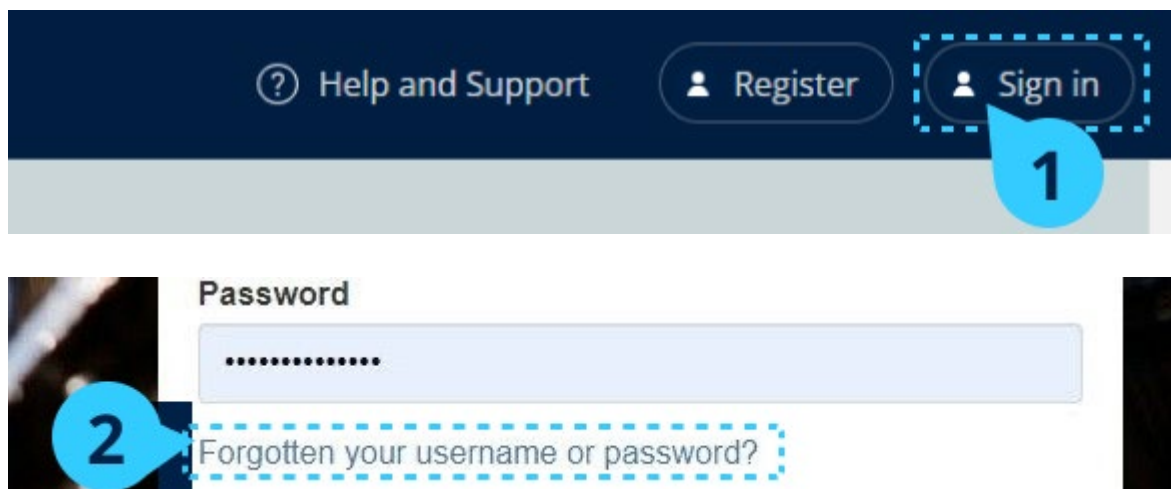 Help and Support Register Sign in
1
Password
2
Forgotten your username or password?